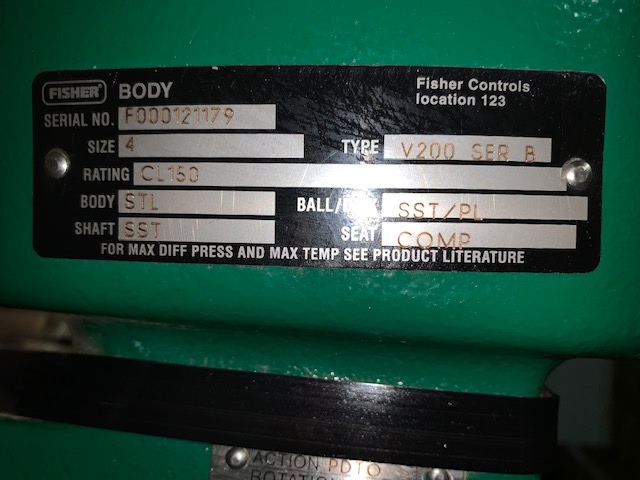 FISHER BODY
Fisher Controls
location 123
SERIAL NO. F000121179
SIZE 4 TYPE V200 SER B
RATING CL150
BODY STL BALL/ SST/PL
SHAFT SST SEAT COMP
FOR MAX DIFF PRESS AND MAX TEMP SEE PRODUCT LITERATURE
ACTION PDTO